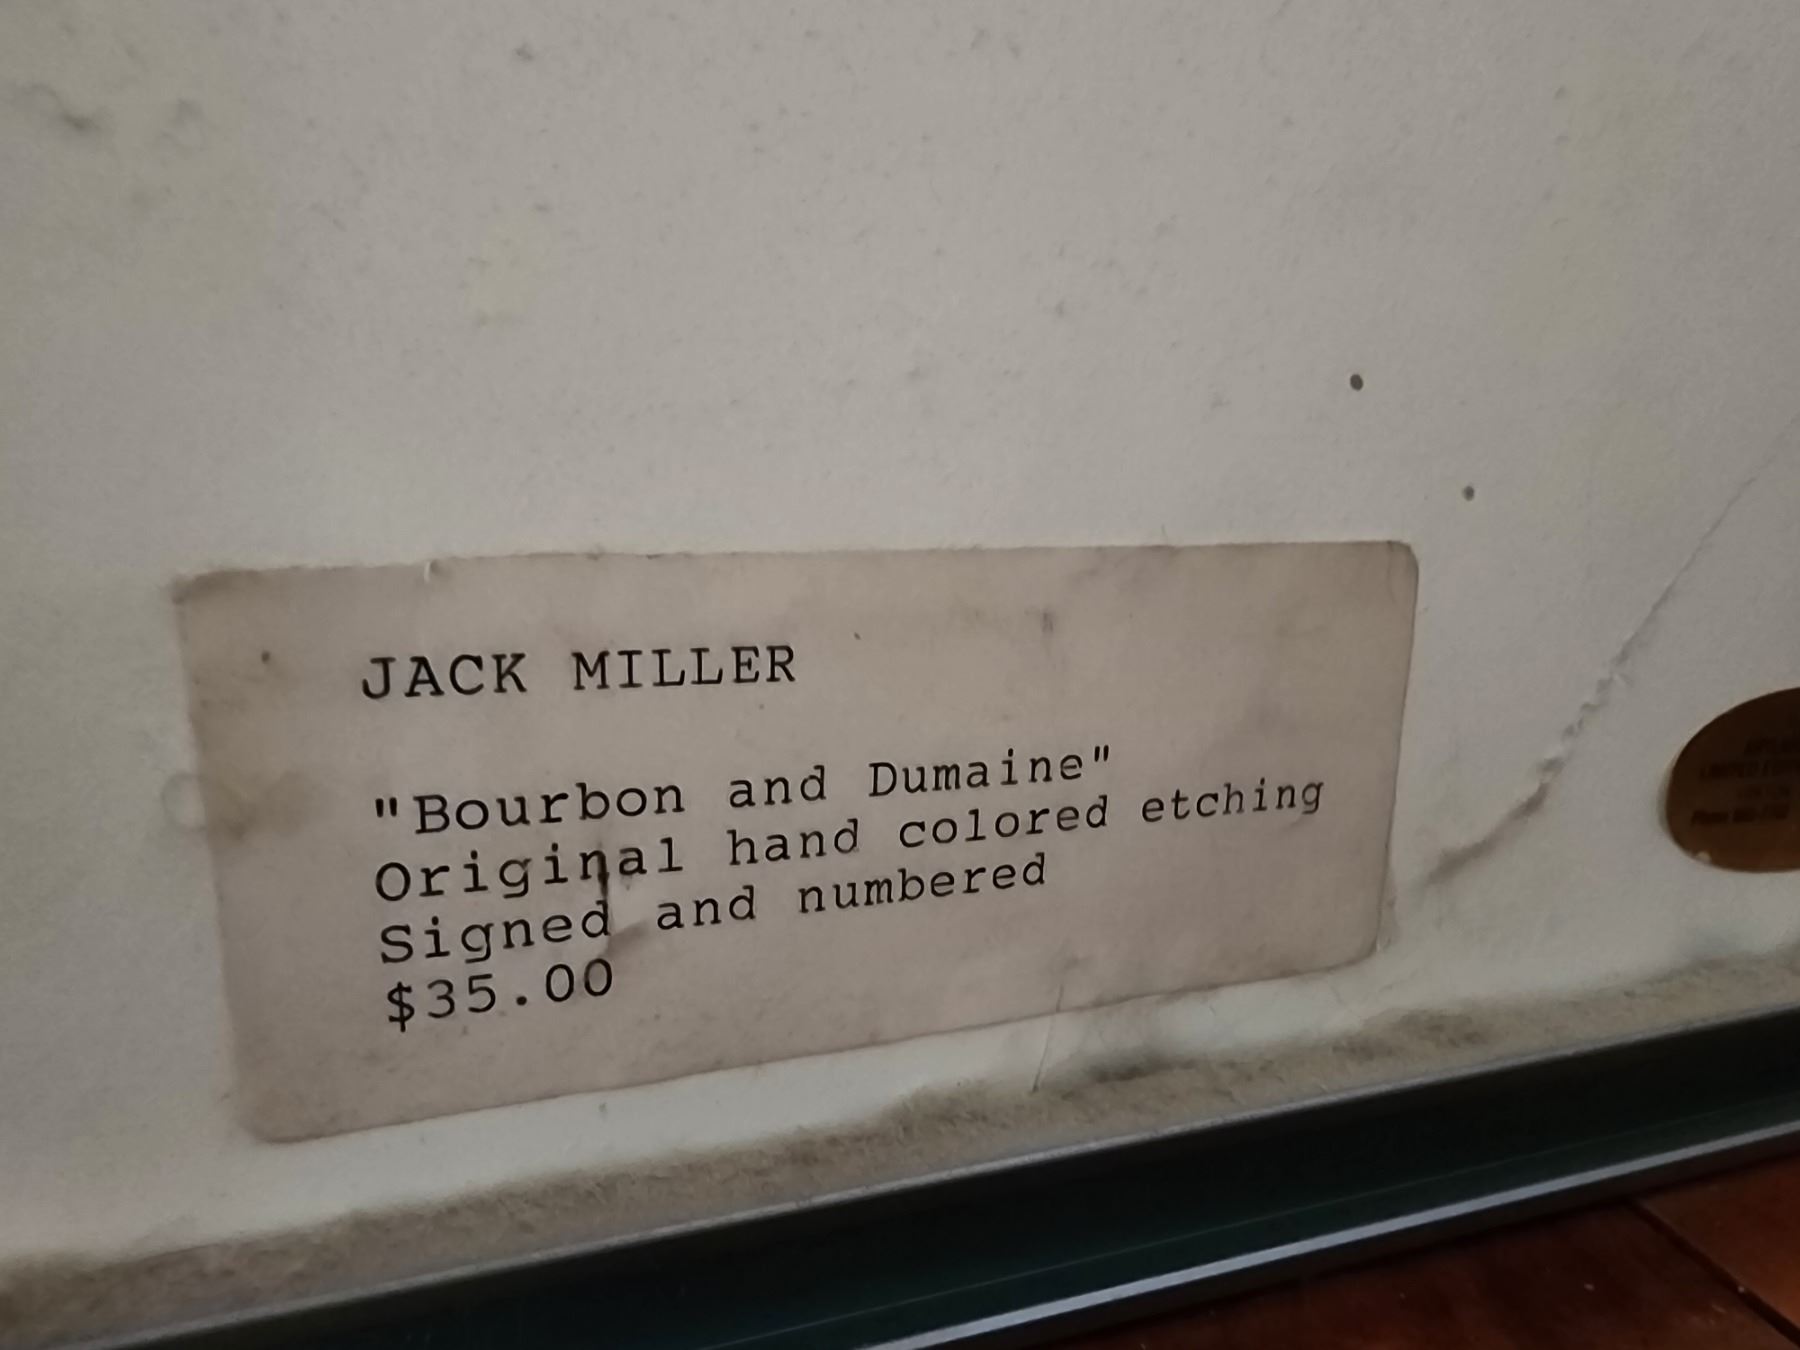 JACK MILLER
"Bourbon and Dumaine"
Original hand colored etching
Signed and numbered
$35.00